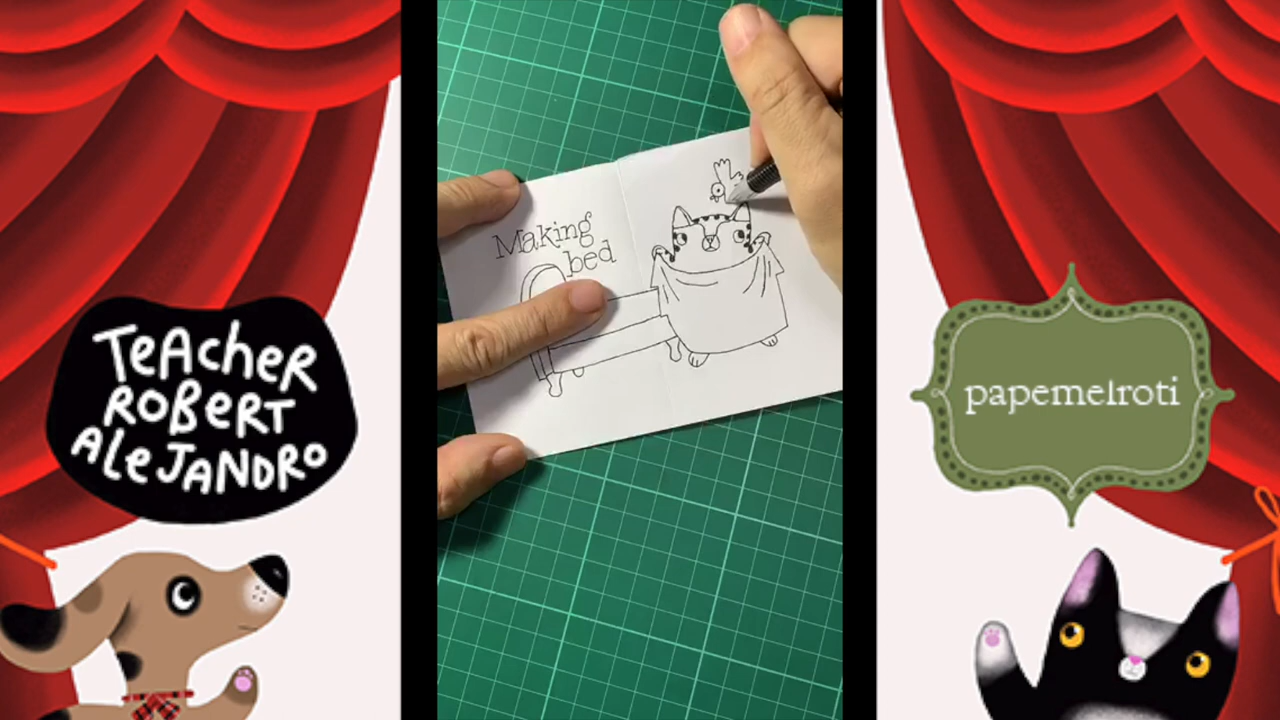 TeAcheR
ROBeRT
ALeJANDRO
Making
bed
papemelroti